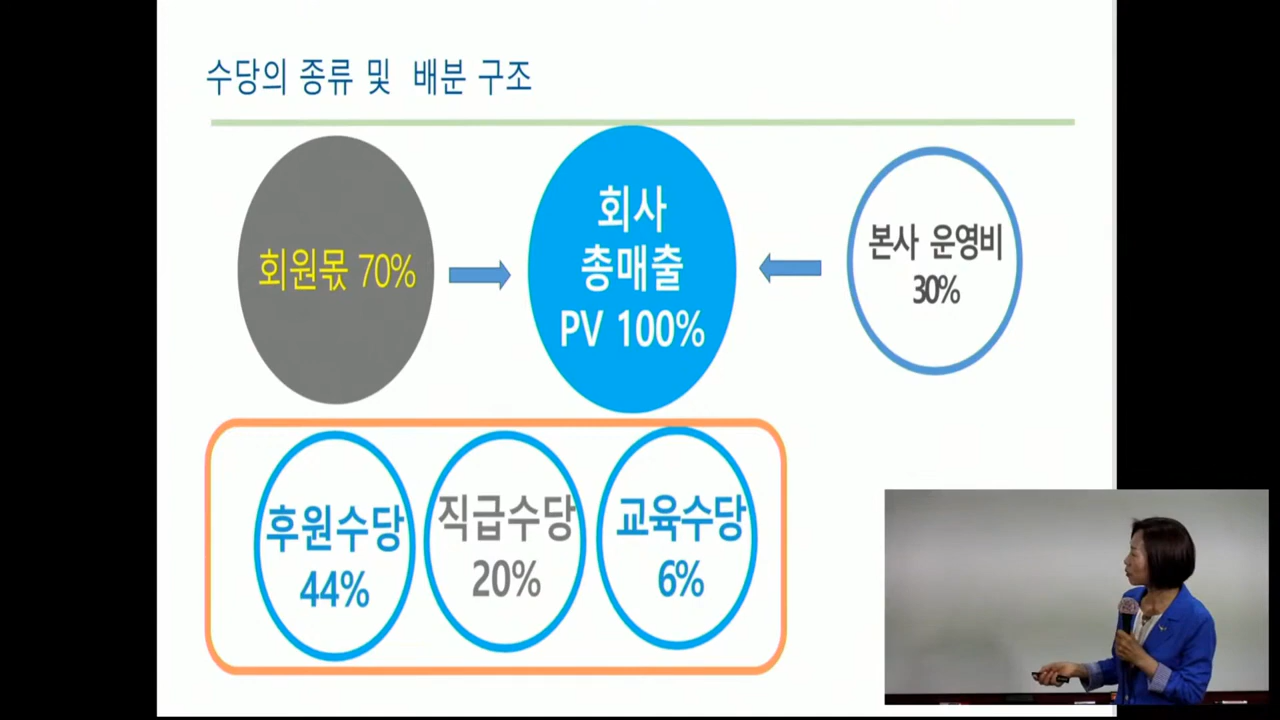 수당의 종류 및 배분 구조
회원몫 70%
회사
총매출
PV 100%
본사 운영비
30%
후원수당
44%
직급수당
20%
교육수당
6%